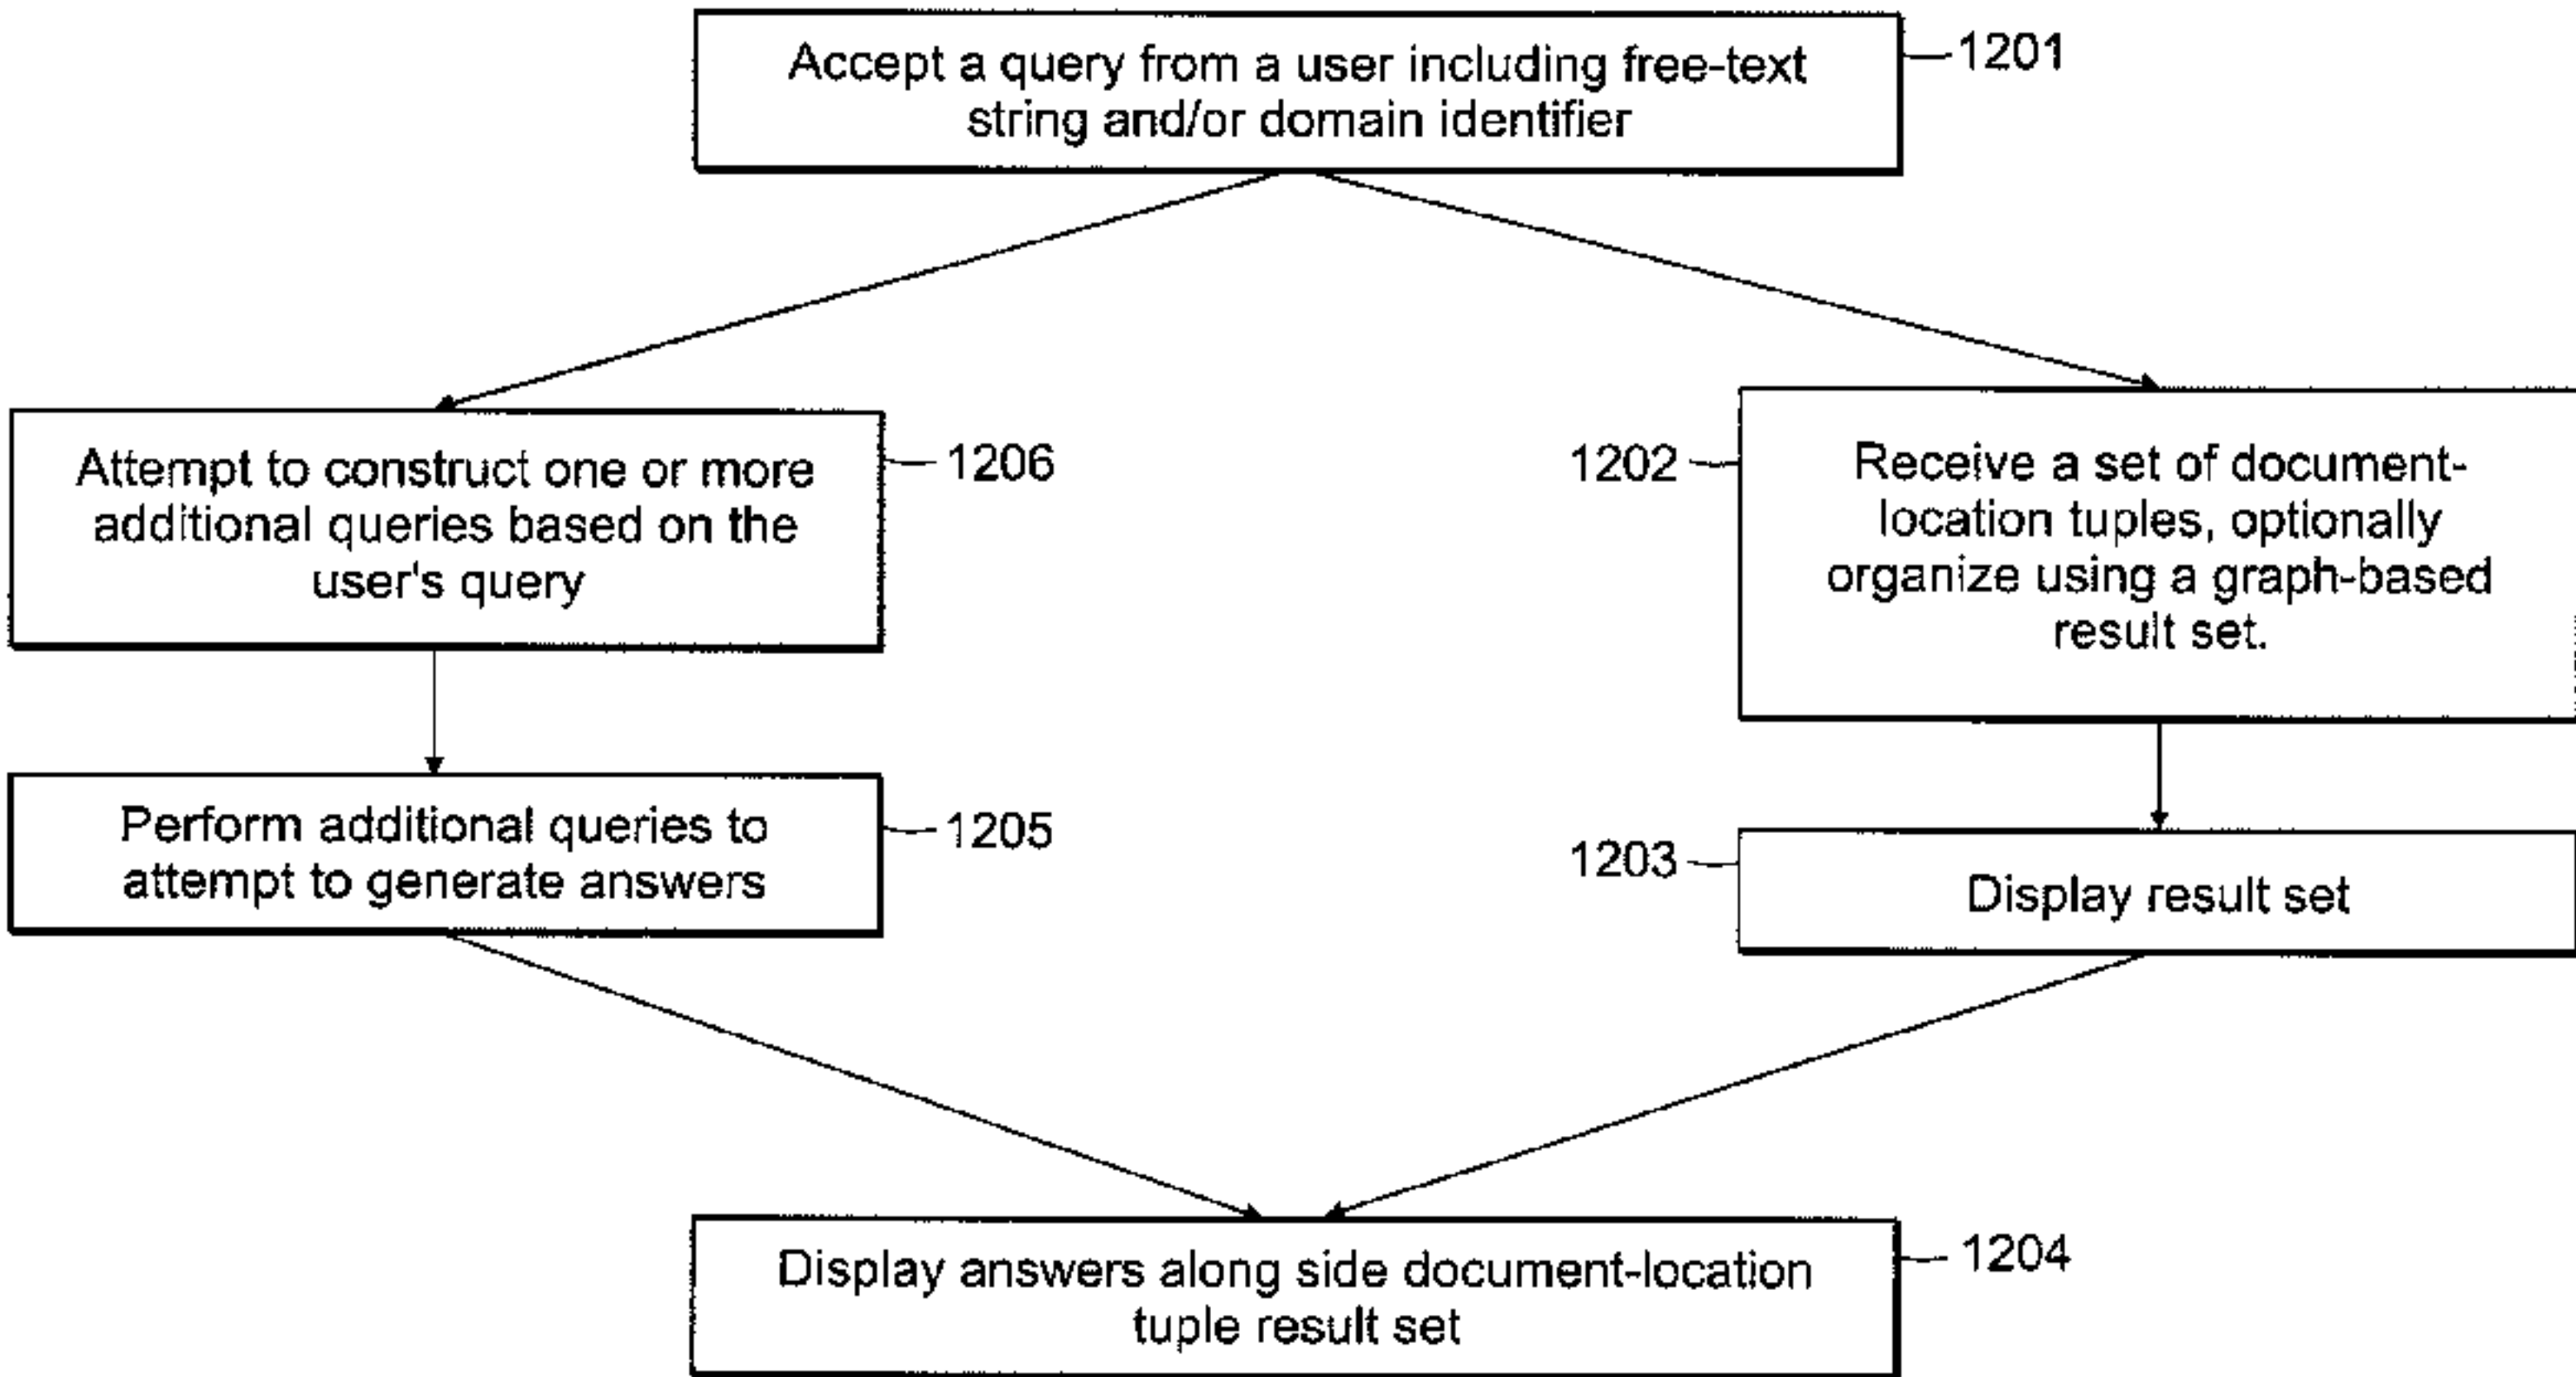 Accept a query from a user including free-text
string and/or domain identifier
1201
Attempt to construct one or more
additional queries based on the
user's query
1206
1202
Receive a set of document-
location tuples, optionally
organize using a graph-based
result set.
Perform additional queries to
attempt to generate answers
1205
1203
Display result set
Display answers along side document-location
tuple result set
1204